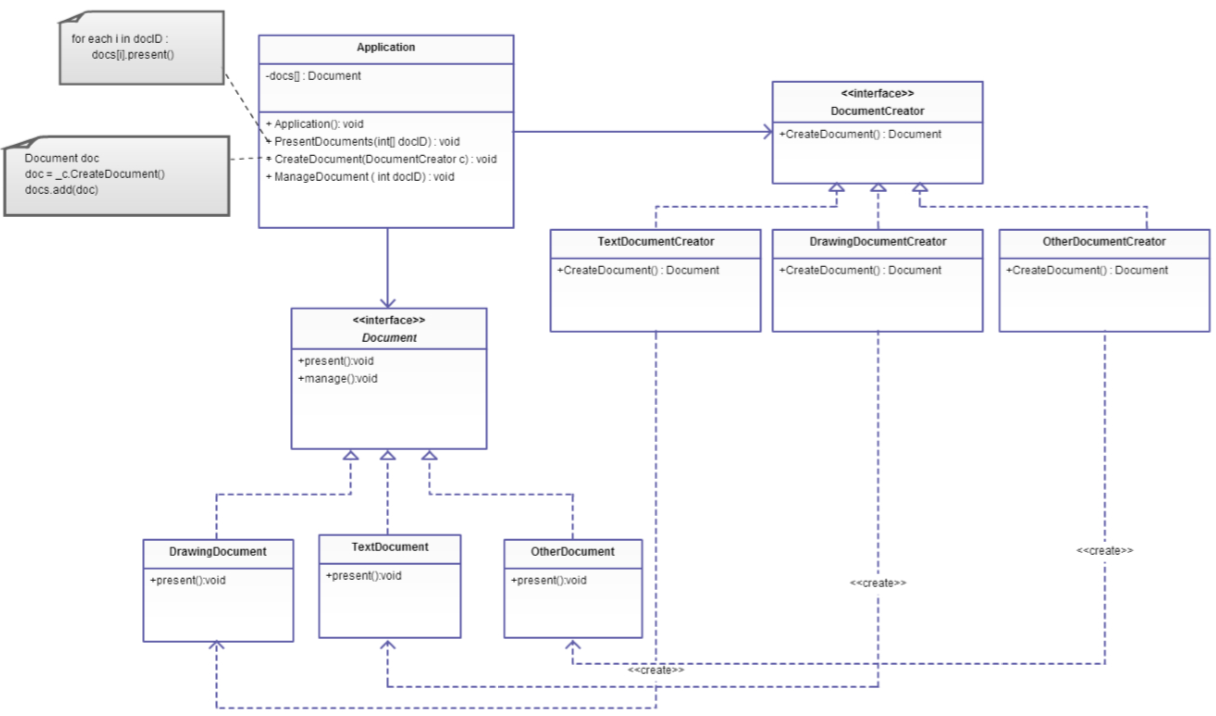 for each i in docID :
docs[i].present()
Document doc
doc = _c.CreateDocument()
docs.add(doc)
Application
-docs[] : Document
+ Application(): void
+ PresentDocuments(int[] docID) : void
+ CreateDocument(DocumentCreator c) : void
+ ManageDocument ( int docID) : void
<<interface>>
DocumentCreator
+CreateDocument() : Document
TextDocumentCreator
+CreateDocument() : Document
DrawingDocumentCreator
+CreateDocument() : Document
OtherDocumentCreator
+CreateDocument() : Document
<<interface>>
Document
+present():void
+manage():void
DrawingDocument
+present():void
TextDocument
+present():void
OtherDocument
+present():void
<<create>>
<<create>>
<<create>>